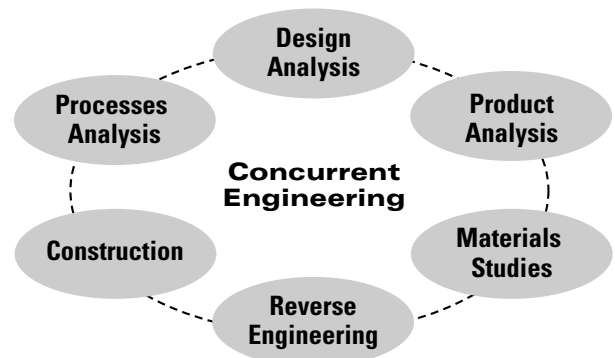 Design
Analysis
Processes
Analysis
Product
Analysis
Concurrent
Engineering
Construction
Materials
Studies
Reverse
Engineering